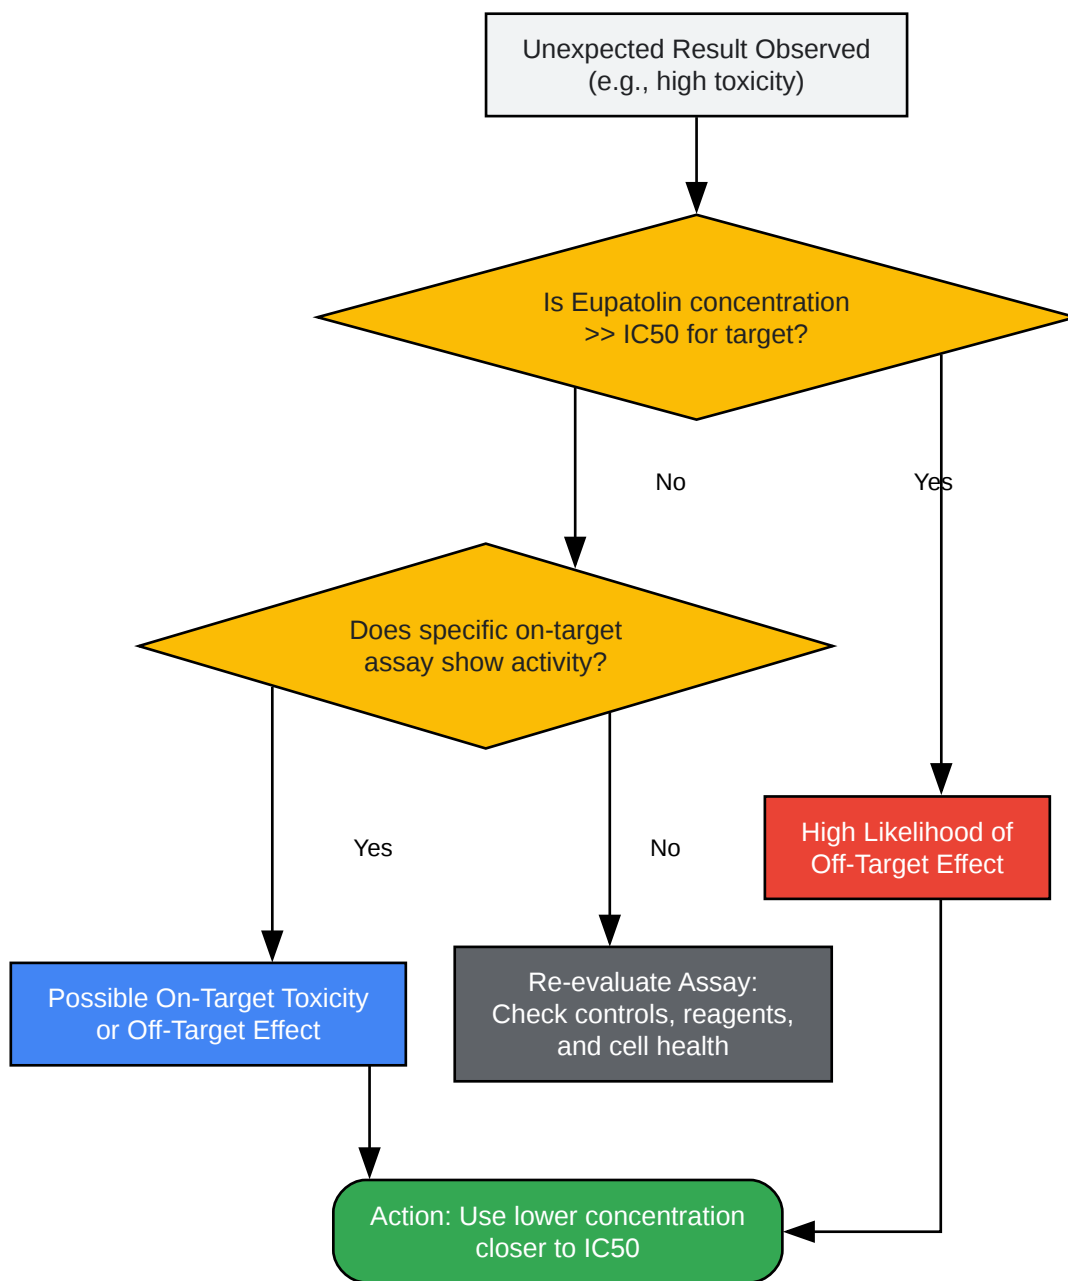 Unexpected Result Observed
(e.g., high toxicity)
Is Eupatolin concentration
>> IC50 for target?
No
Yes
Does specific on-target
assay show activity?
Yes
No
High Likelihood of
Off-Target Effect
Possible On-Target Toxicity
or Off-Target Effect
Re-evaluate Assay:
Check controls, reagents,
and cell health
Action: Use lower concentration
closer to IC50